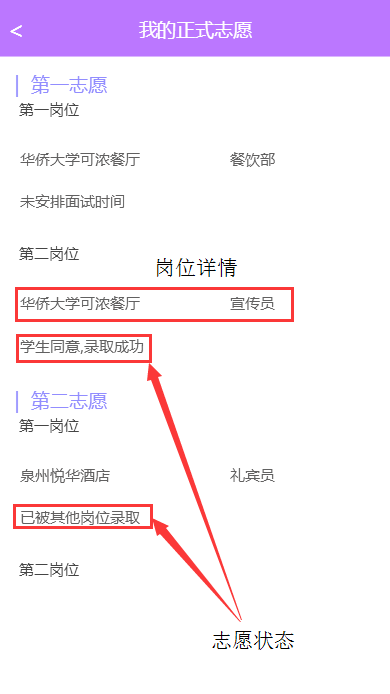 < 我的正式志愿
第一志愿
第一岗位
华侨大学可浓餐厅 餐饮部
未安排面试时间
第二岗位
岗位详情
华侨大学可浓餐厅 宣传员
学生同意,录取成功
第二志愿
第一岗位
泉州悦华酒店 礼宾员
已被其他岗位录取
第二岗位
志愿状态